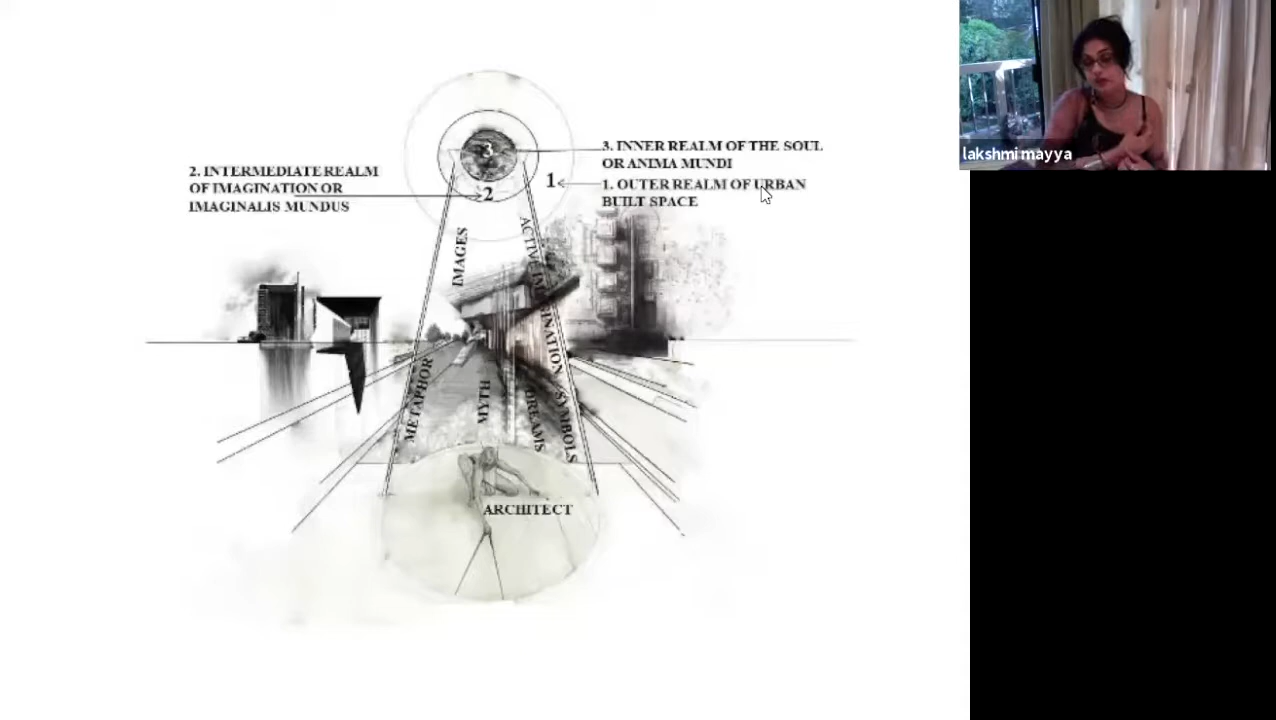 lakshmi mayya
3
3. INNER REALM OF THE SOUL
OR ANIMA MUNDI
2. INTERMEDIATE REALM
OF IMAGINATION OR
IMAGINALIS MUNDUS
1
1. OUTER REALM OF URBAN
BUILT SPACE
2
IMAGES
ACTIVE IMAGINATION
METAPHOR
MYTH
DREAMS
SYMBOLS
ARCHITECT